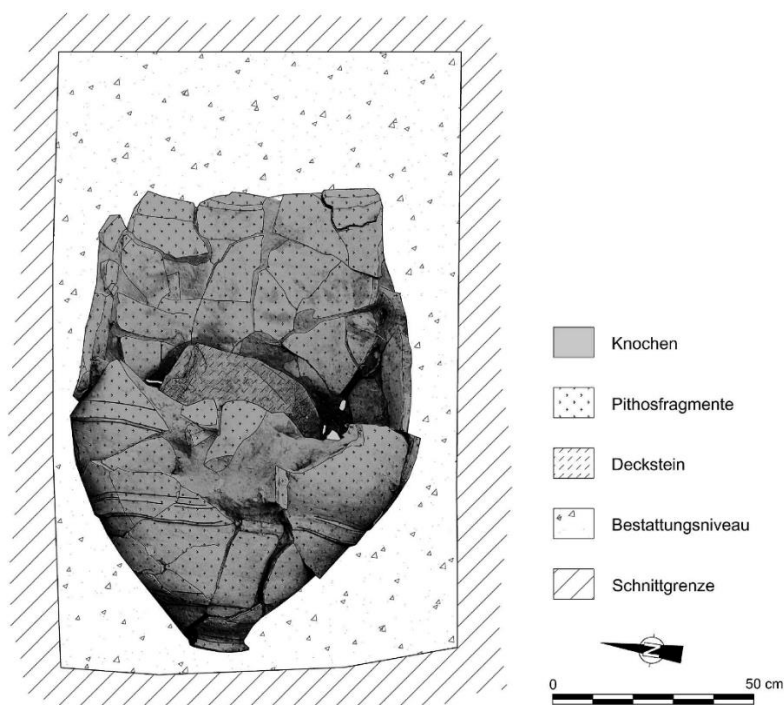 Knochen
Pithosfragmente
Deckstein
Bestattungsniveau
Schnittgrenze
N
0 50 cm